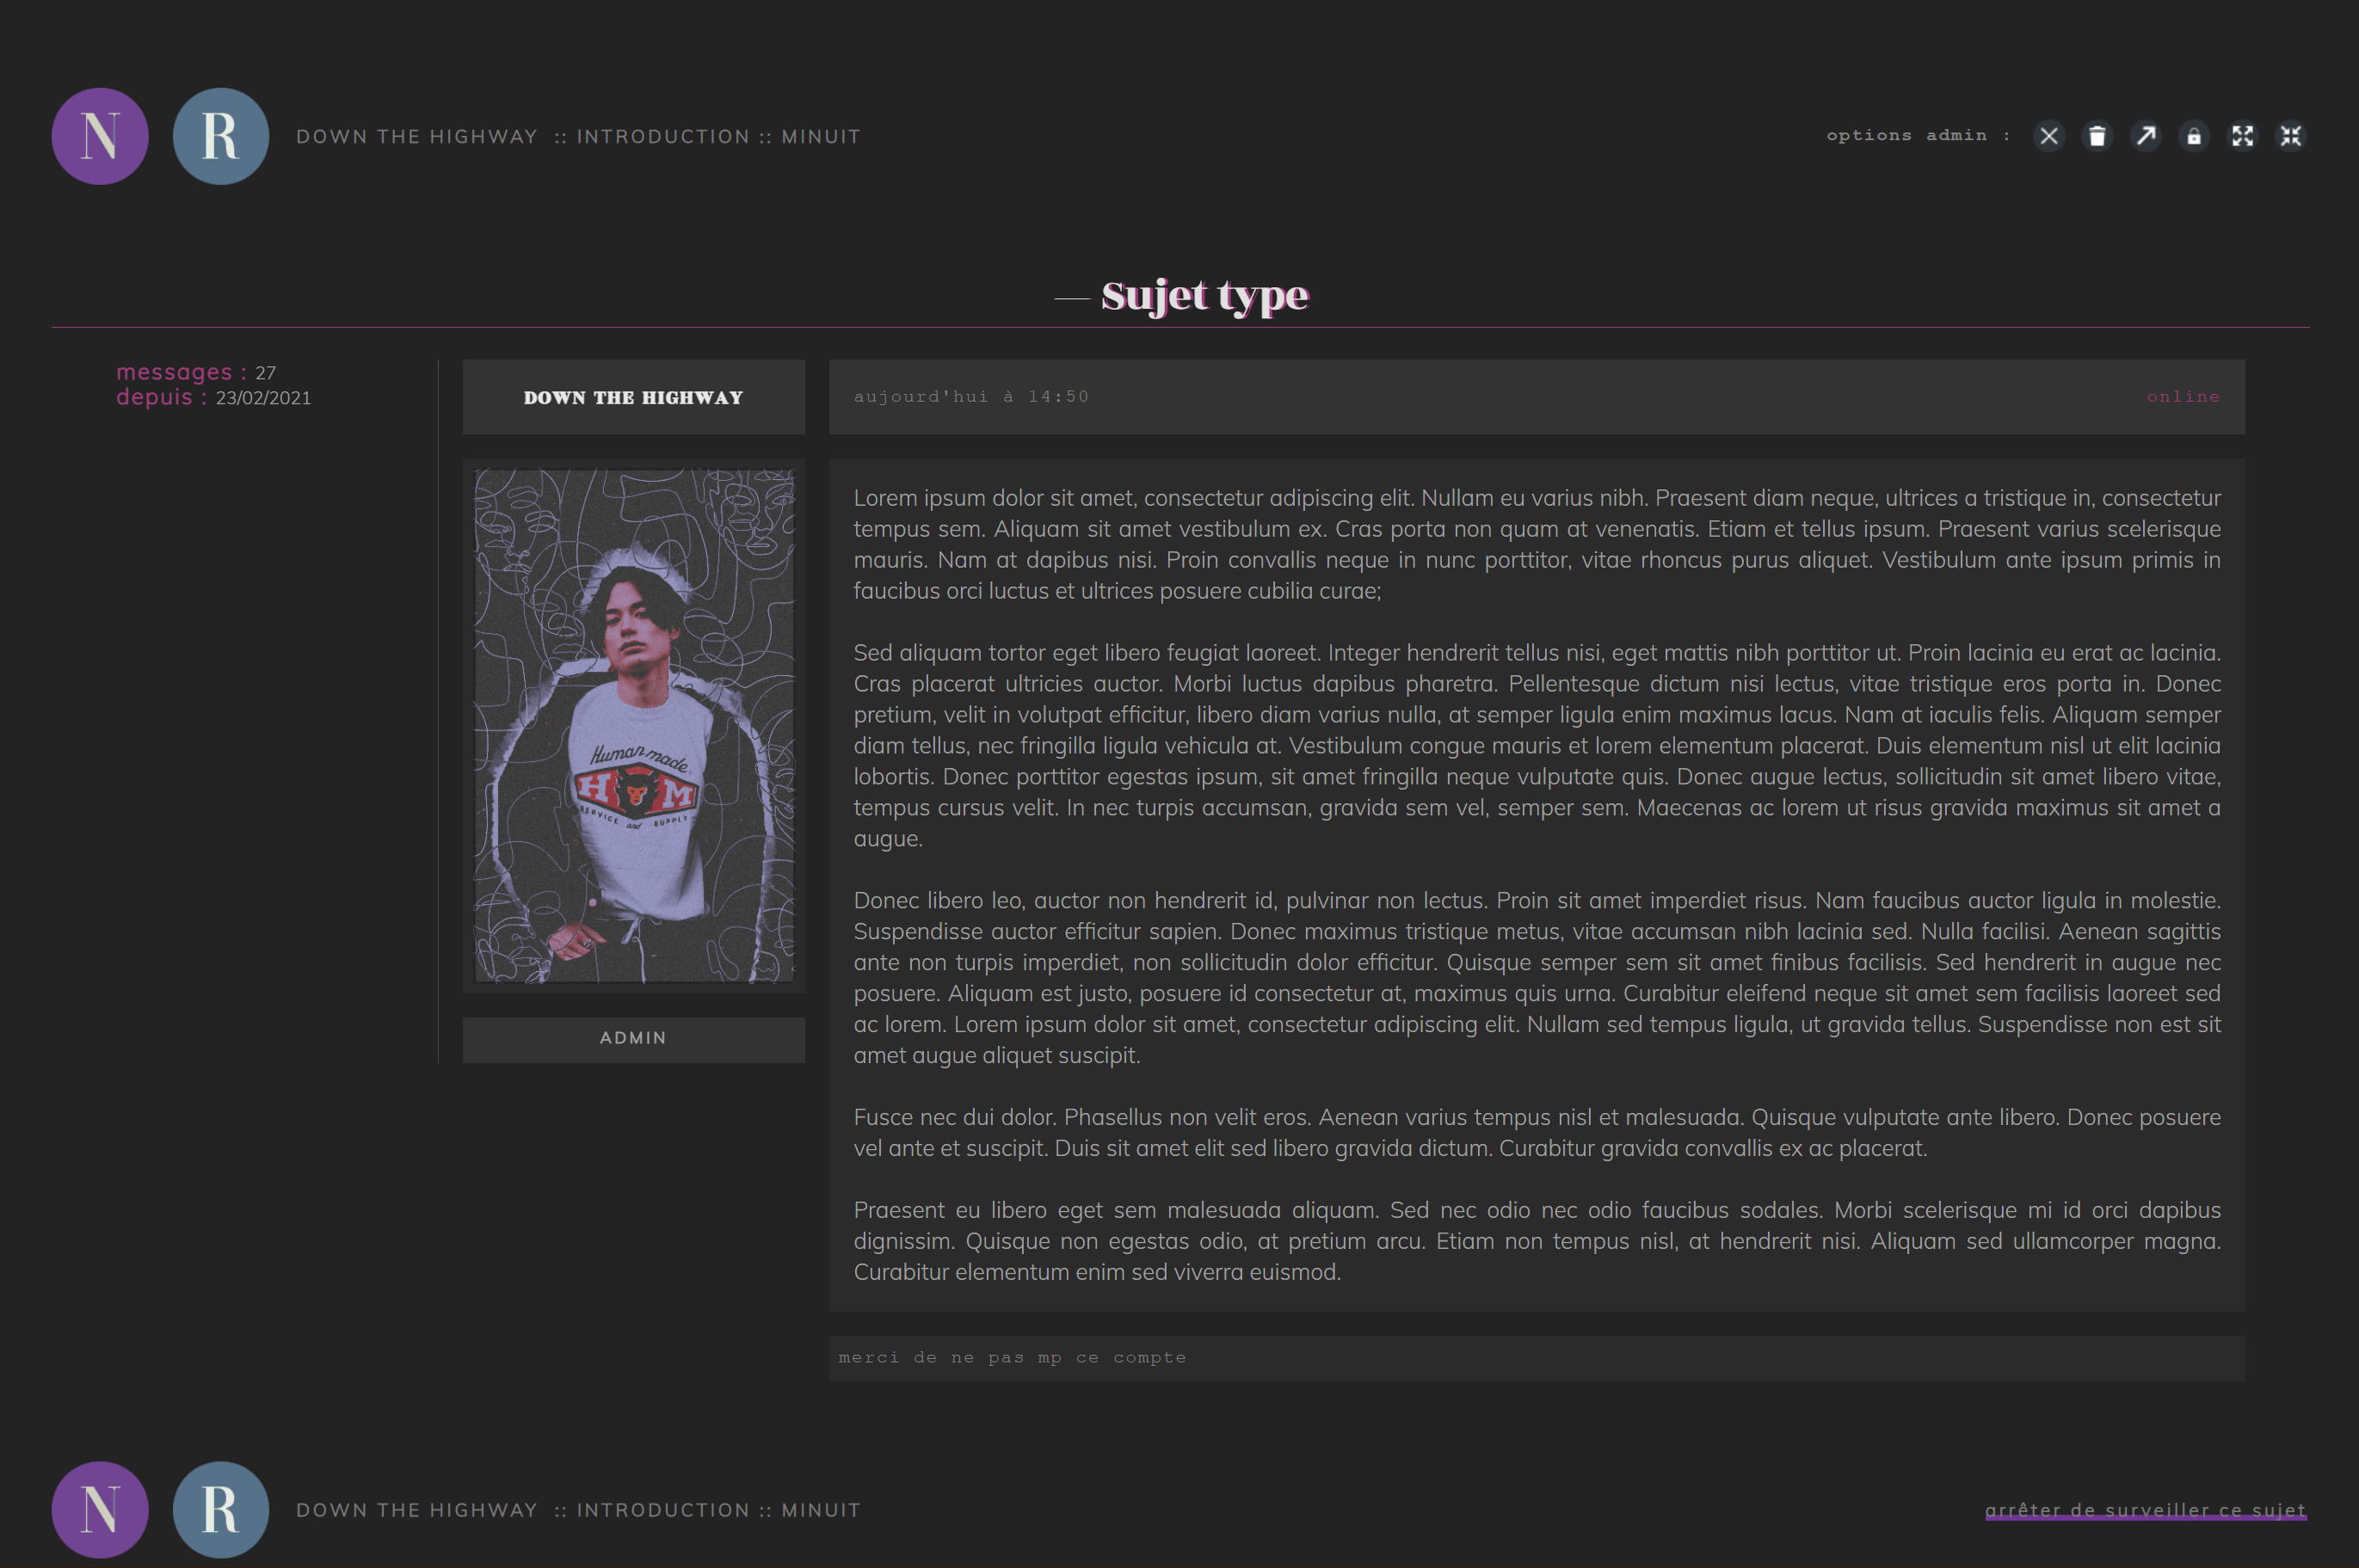 N R DOWN THE HIGHWAY :: INTRODUCTION :: MINUIT
options admin :
— Sujet type
messages : 27
depuis : 23/02/2021
DOWN THE HIGHWAY
Human made
H M
SERVICE and SUPPLY
ADMIN
aujourd'hui à 14:50
online
Lorem ipsum dolor sit amet, consectetur adipiscing elit. Nullam eu varius nibh. Praesent diam neque, ultrices a tristique in, consectetur
tempus sem. Aliquam sit amet vestibulum ex. Cras porta non quam at venenatis. Etiam et tellus ipsum. Praesent varius scelerisque
mauris. Nam at dapibus nisi. Proin convallis neque in nunc porttitor, vitae rhoncus purus aliquet. Vestibulum ante ipsum primis in
faucibus orci luctus et ultrices posuere cubilia curae;
Sed aliquam tortor eget libero feugiat laoreet. Integer hendrerit tellus nisi, eget mattis nibh porttitor ut. Proin lacinia eu erat ac lacinia.
Cras placerat ultricies auctor. Morbi luctus dapibus pharetra. Pellentesque dictum nisi lectus, vitae tristique eros porta in. Donec
pretium, velit in volutpat efficitur, libero diam varius nulla, at semper ligula enim maximus lacus. Nam at iaculis felis. Aliquam semper
diam tellus, nec fringilla ligula vehicula at. Vestibulum congue mauris et lorem elementum placerat. Duis elementum nisl ut elit lacinia
lobortis. Donec porttitor egestas ipsum, sit amet fringilla neque vulputate quis. Donec augue lectus, sollicitudin sit amet libero vitae,
tempus cursus velit. In nec turpis accumsan, gravida sem vel, semper sem. Maecenas ac lorem ut risus gravida maximus sit amet a
augue.
Donec libero leo, auctor non hendrerit id, pulvinar non lectus. Proin sit amet imperdiet risus. Nam faucibus auctor ligula in molestie.
Suspendisse auctor efficitur sapien. Donec maximus tristique metus, vitae accumsan nibh lacinia sed. Nulla facilisi. Aenean sagittis
ante non turpis imperdiet, non sollicitudin dolor efficitur. Quisque semper sem sit amet finibus facilisis. Sed hendrerit in augue nec
posuere. Aliquam est justo, posuere id consectetur at, maximus quis urna. Curabitur eleifend neque sit amet sem facilisis laoreet sed
ac lorem. Lorem ipsum dolor sit amet, consectetur adipiscing elit. Nullam sed tempus ligula, ut gravida tellus. Suspendisse non est sit
amet augue aliquet suscipit.
Fusce nec dui dolor. Phasellus non velit eros. Aenean varius tempus nisl et malesuada. Quisque vulputate ante libero. Donec posuere
vel ante et suscipit. Duis sit amet elit sed libero gravida dictum. Curabitur gravida convallis ex ac placerat.
Praesent eu libero eget sem malesuada aliquam. Sed nec odio nec odio faucibus sodales. Morbi scelerisque mi id orci dapibus
dignissim. Quisque non egestas odio, at pretium arcu. Etiam non tempus nisl, at hendrerit nisi. Aliquam sed ullamcorper magna.
Curabitur elementum enim sed viverra euismod.
merci de ne pas mp ce compte
N R DOWN THE HIGHWAY :: INTRODUCTION :: MINUIT
arrêter de surveiller ce sujet